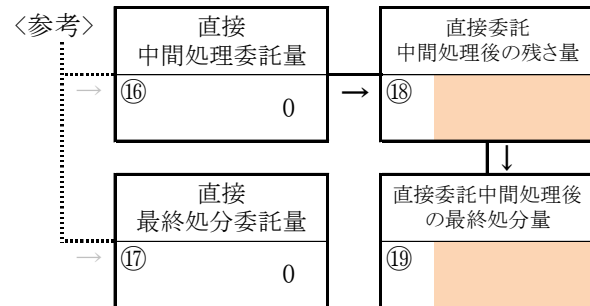 〈参考〉
直接
中間処理委託量
→
⑯
0
→
直接委託
中間処理後の残さ量
⑱
↓
直接
最終処分委託量
→
⑰
0
直接委託中間処理後
の最終処分量
⑲